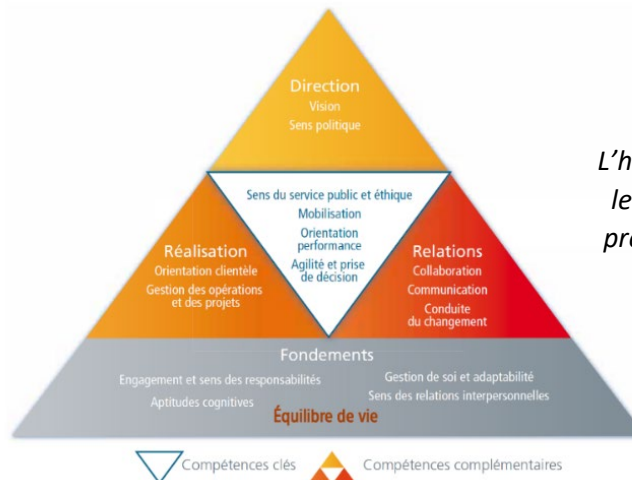 Direction
Vision
Sens politique
Sens du service public et éthique
Mobilisation
Orientation
performance
Agilité et prise
de décision
Réalisation
Orientation clientèle
Gestion des opérations
et des projets
Relations
Collaboration
Communication
Conduite
du changement
L'h
le
pr
Fondements
Engagement et sens des responsabilités
Aptitudes cognitives
Gestion de soi et adaptabilité
Sens des relations interpersonnelles
Équilibre de vie
Compétences clés
Compétences complémentaires